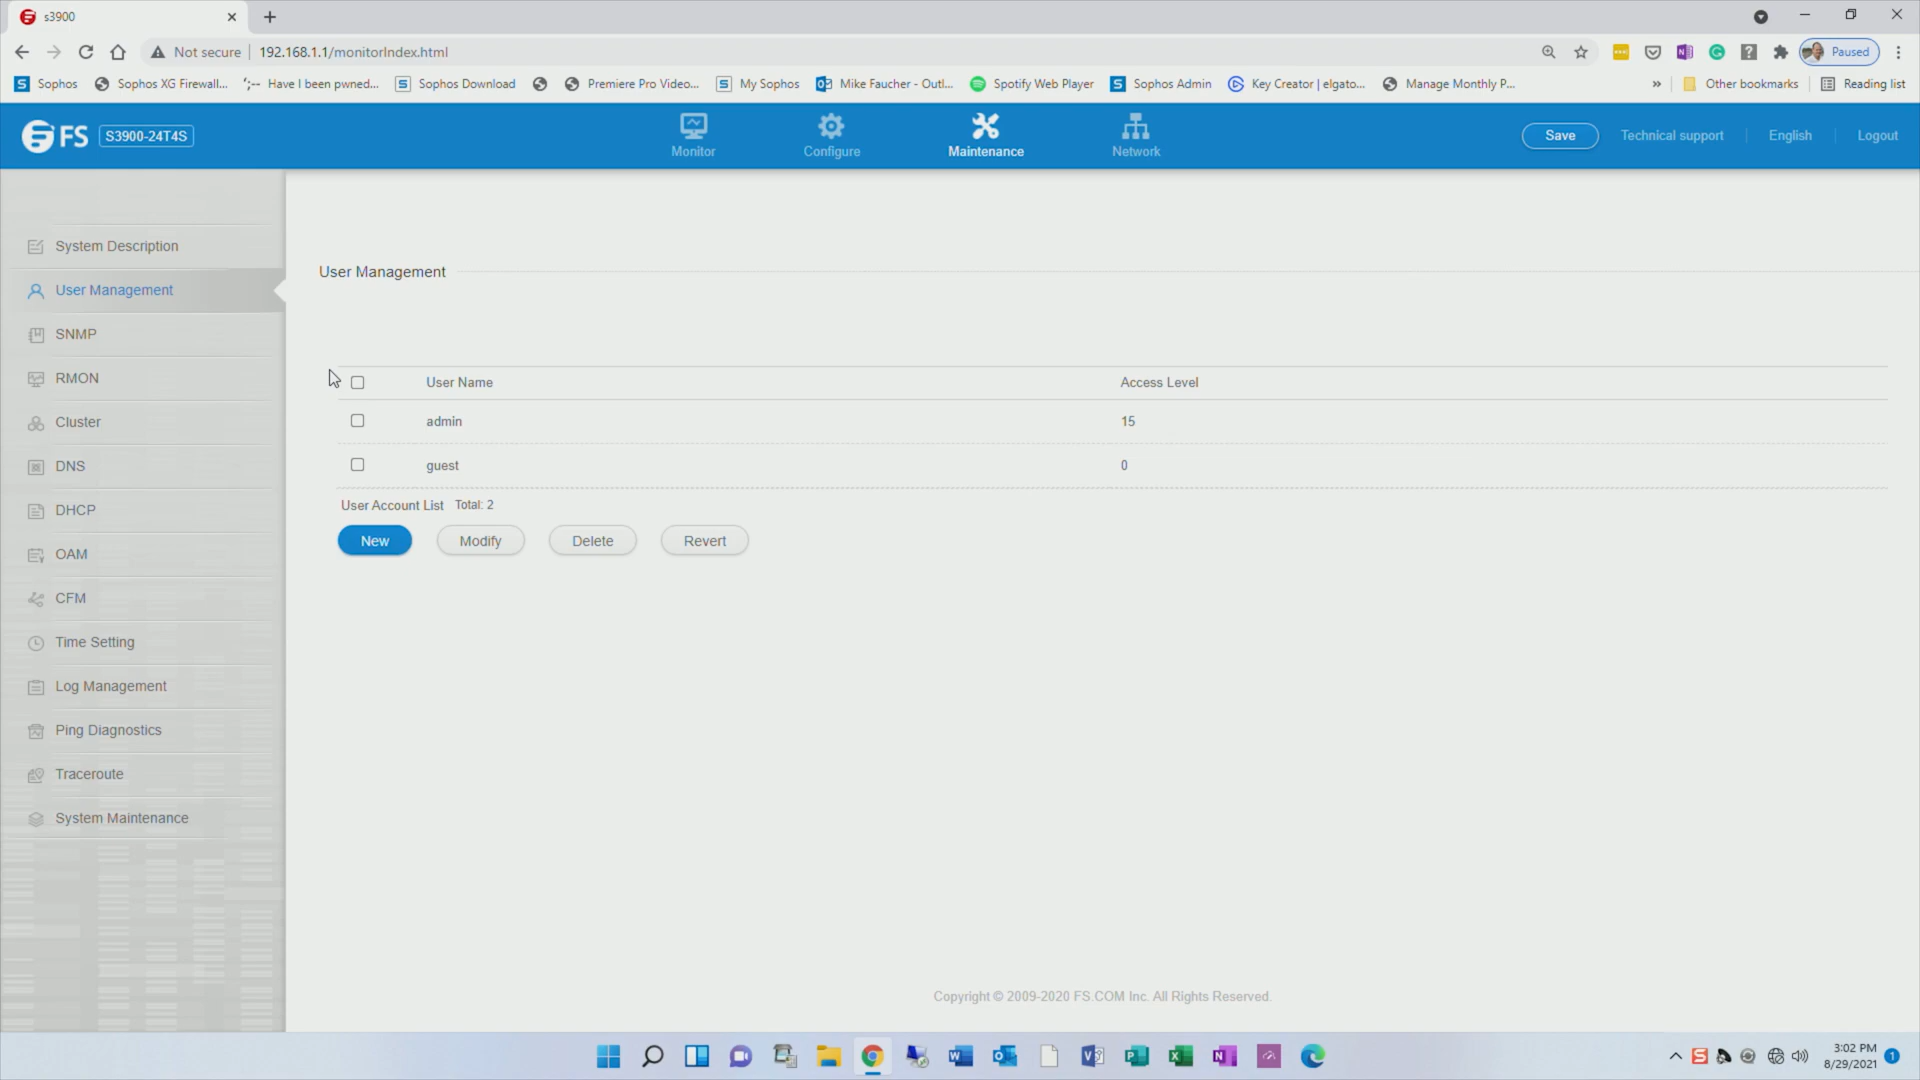 s3900
Not secure 192.168.1.1/monitorIndex.html Paused
Sophos Sophos XG Firewall... Have I been pwned... Sophos Download Premiere Pro Video... My Sophos Mike Faucher - Outl... Spotify Web Player Sophos Admin Key Creator | elgato... Manage Monthly P... » Other bookmarks Reading list
FS S3900-24T4S
Monitor Configure Maintenance Network
Save Technical support English Logout
System Description
User Management
SNMP
RMON
Cluster
DNS
DHCP
OAM
CFM
Time Setting
Log Management
Ping Diagnostics
Traceroute
System Maintenance
User Management
User Name Access Level
admin 15
guest 0
User Account List Total: 2
New Modify Delete Revert
Copyright © 2009-2020 FS.COM Inc. All Rights Reserved.
3:02 PM
8/29/2021 1